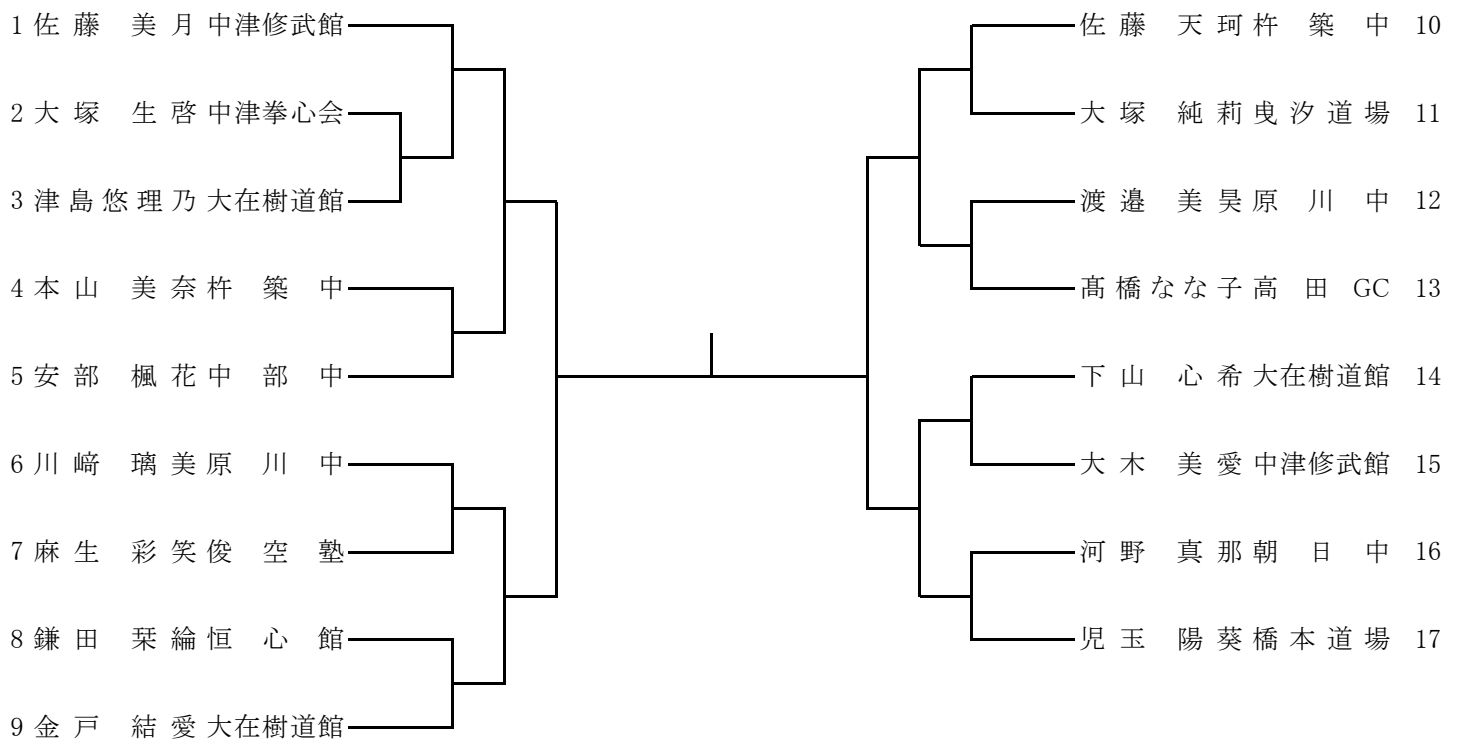 1 佐藤 美月 中津修武館
2 大塚 生啓 中津拳心会
3 津島悠理乃 大在樹道館
4 本山 美奈 杵築中
5 安部 楓花 中部中
6 川﨑 璃美 原川中
7 麻生 彩笑 俊空塾
8 鎌田 栞綸 恒心館
9 金戸 結愛 大在樹道館
佐藤 天珂 杵築中 10
大塚 純莉 曳汐道場 11
渡邉 美昊 原川中 12
髙橋なな子 高田GC 13
下山 心希 大在樹道館 14
大木 美愛 中津修武館 15
河野 真那 朝日中 16
児玉 陽葵 橋本道場 17